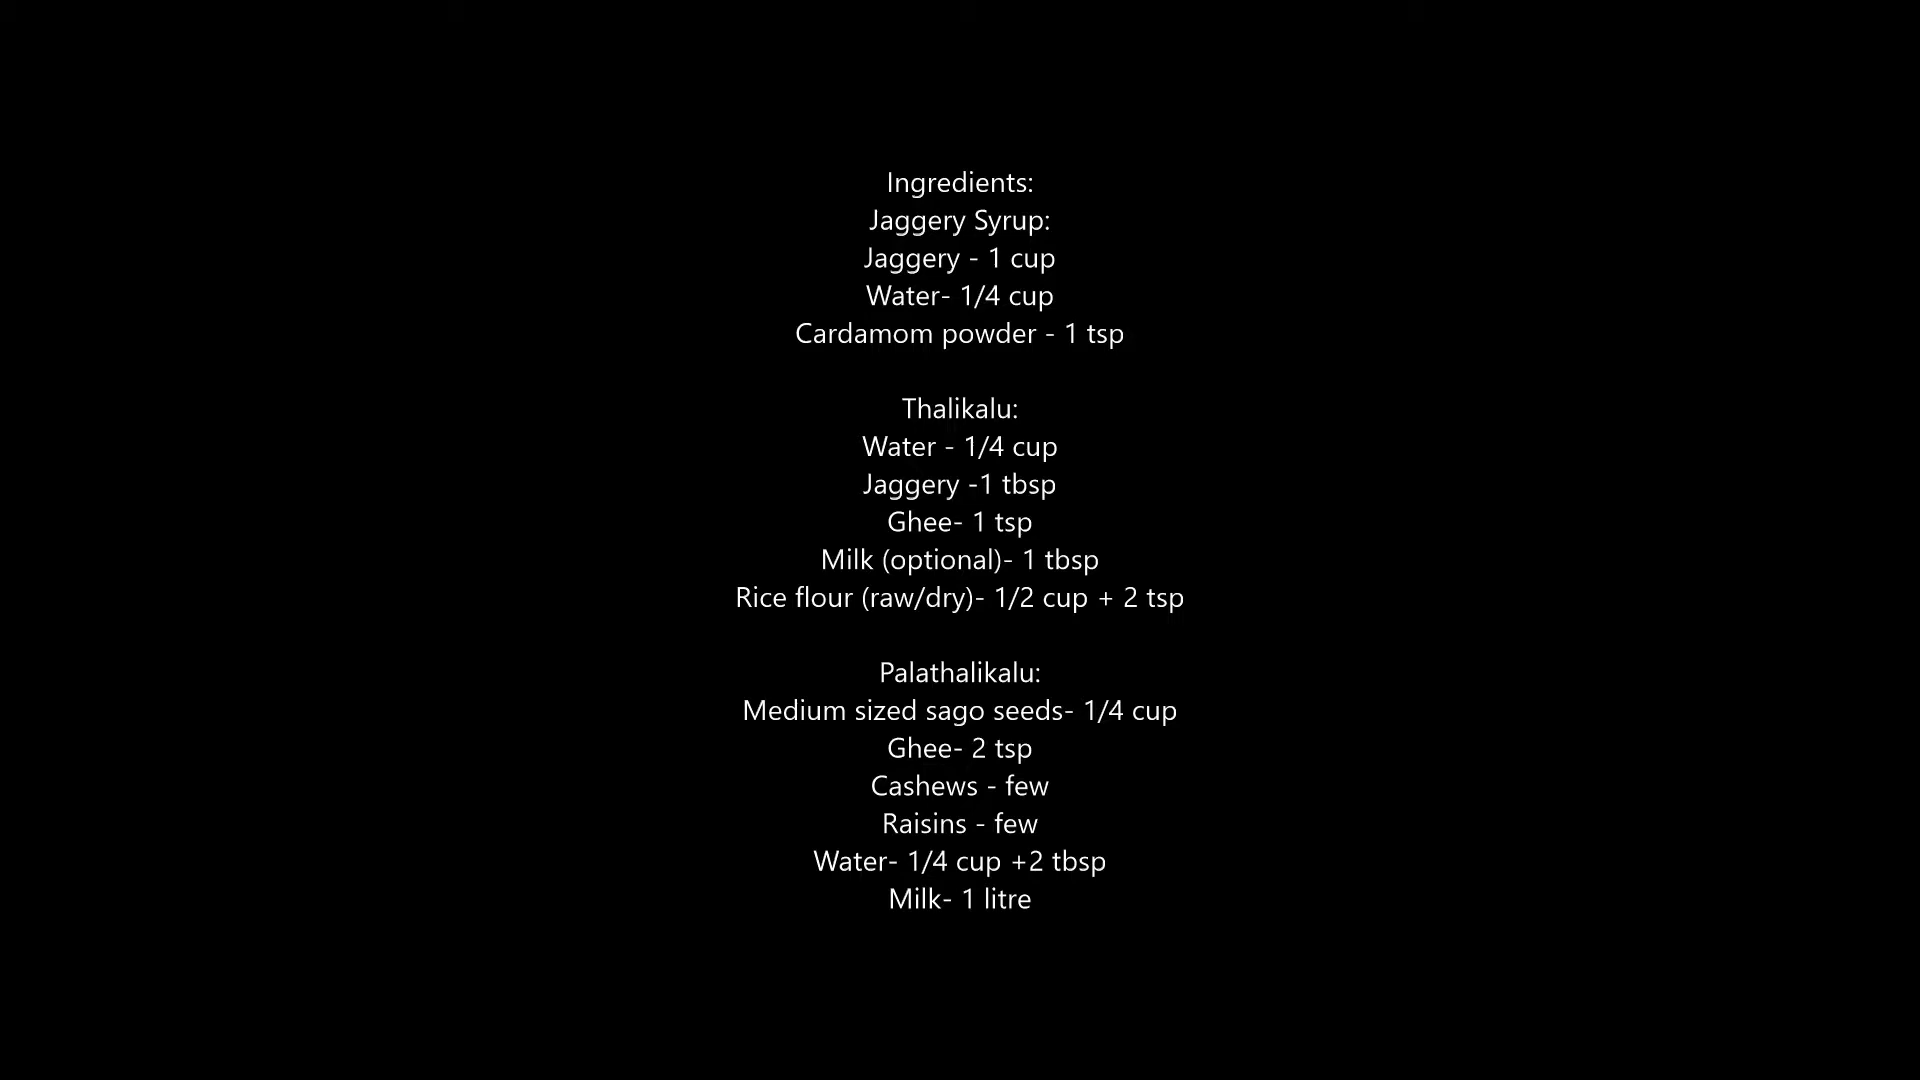 Ingredients:
Jaggery Syrup:
Jaggery - 1 cup
Water- 1/4 cup
Cardamom powder - 1 tsp
Thalikalu:
Water - 1/4 cup
Jaggery -1 tbsp
Ghee- 1 tsp
Milk (optional)- 1 tbsp
Rice flour (raw/dry)- 1/2 cup + 2 tsp
Palathalikalu:
Medium sized sago seeds- 1/4 cup
Ghee- 2 tsp
Cashews - few
Raisins - few
Water- 1/4 cup +2 tbsp
Milk- 1 litre